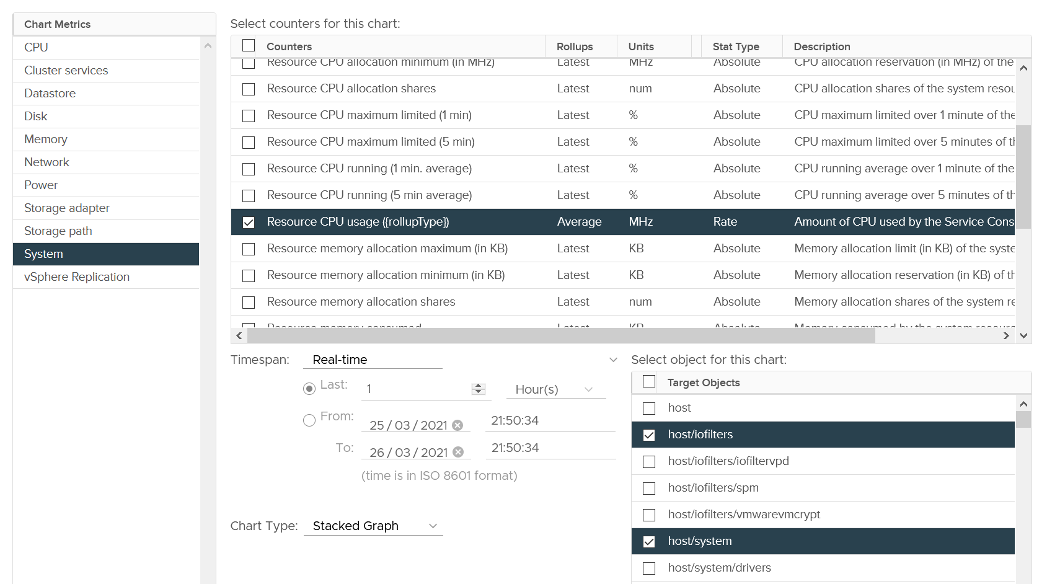 Chart Metrics
CPU
Cluster services
Datastore
Disk
Memory
Network
Power
Storage adapter
Storage path
System
vSphere Replication
Select counters for this chart:
Counters Rollups Units Stat Type Description
Resource CPU allocation minimum (in MHz) Latest MHz Absolute CPU allocation reservation (in MHz) of the
Resource CPU allocation shares Latest num Absolute CPU allocation shares of the system resou
Resource CPU maximum limited (1 min) Latest % Absolute CPU maximum limited over 1 minute of the
Resource CPU maximum limited (5 min) Latest % Absolute CPU maximum limited over 5 minutes of th
Resource CPU running (1 min. average) Latest % Absolute CPU running average over 1 minute of the
Resource CPU running (5 min average) Latest % Absolute CPU running average over 5 minutes of th
Resource CPU usage ({rollupType}) Average MHz Rate Amount of CPU used by the Service Cons
Resource memory allocation maximum (in KB) Latest KB Absolute Memory allocation limit (in KB) of the syste
Resource memory allocation minimum (in KB) Latest KB Absolute Memory allocation reservation (in KB) of th
Resource memory allocation shares Latest num Absolute Memory allocation shares of the system re
Resource memory consumed Latest KB Absolute Memory consumed by the system resourc
Timespan: Real-time
Last: 1 Hour(s)
From: 25 / 03 / 2021 21:50:34
To: 26 / 03 / 2021 21:50:34
(time is in ISO 8601 format)
Chart Type: Stacked Graph
Select object for this chart:
Target Objects
host
host/iofilters
host/iofilters/iofiltervpd
host/iofilters/spm
host/iofilters/vmwarevmcrypt
host/system
host/system/drivers